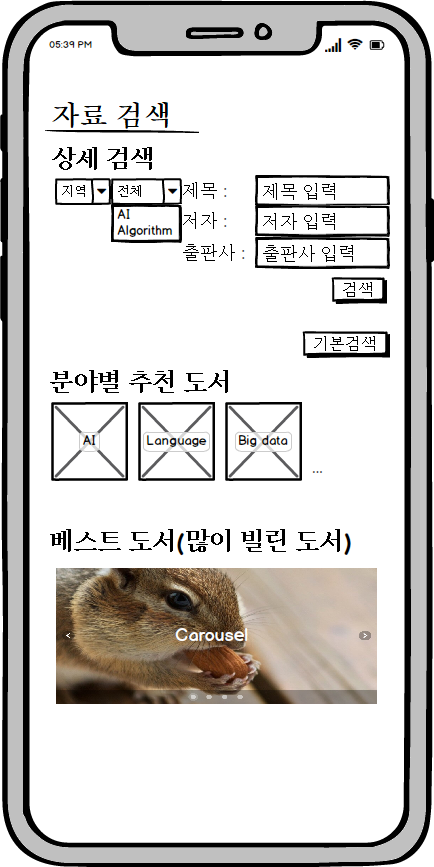 05:39 PM
자료 검색
상세 검색
지역 전체 제목 : 제목 입력
AI
Algorithm
저자 : 저자 입력
출판사 : 출판사 입력
검색
기본검색
분야별 추천 도서
AI Language Big data ...
베스트 도서(많이 빌린 도서)
< Carousel >